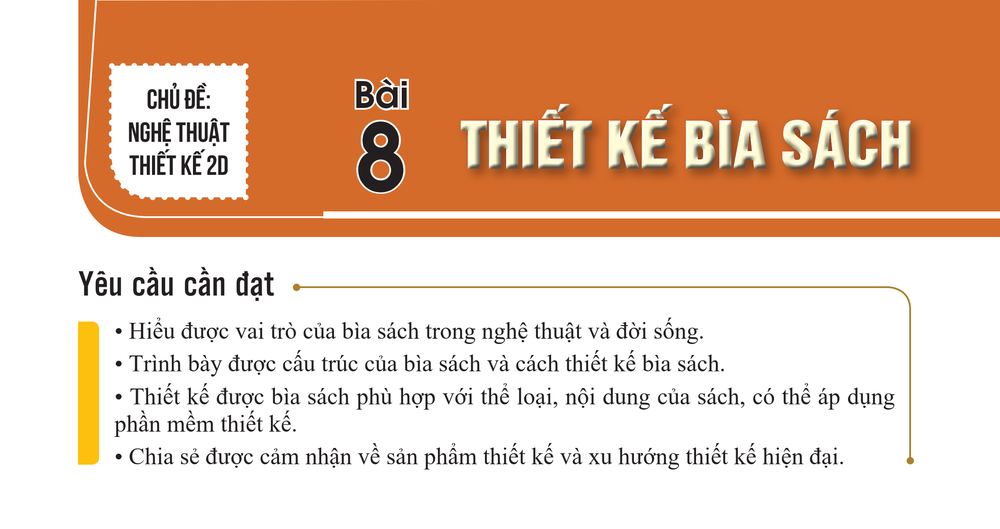 CHỦ ĐỀ:
NGHỆ THUẬT
THIẾT KẾ 2D
Bài
8
THIẾT KẾ BÌA SÁCH
Yêu cầu cần đạt
• Hiểu được vai trò của bìa sách trong nghệ thuật và đời sống.
• Trình bày được cấu trúc của bìa sách và cách thiết kế bìa sách.
• Thiết kế được bìa sách phù hợp với thể loại, nội dung của sách, có thể áp dụng
phần mềm thiết kế.
• Chia sẻ được cảm nhận về sản phẩm thiết kế và xu hướng thiết kế hiện đại.